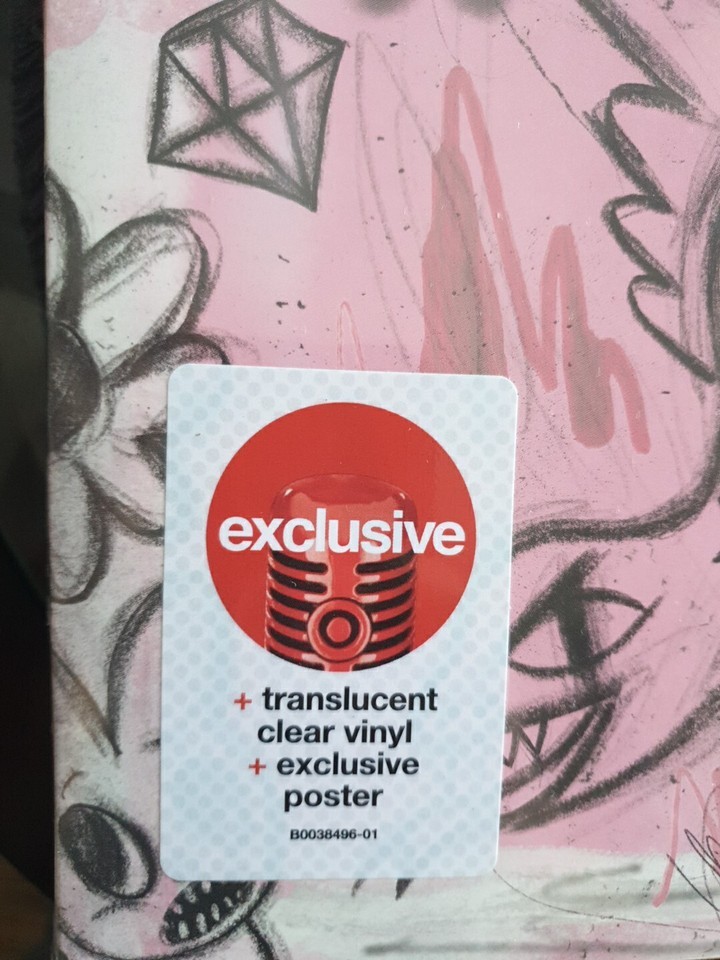 exclusive
+ translucent
clear vinyl
+ exclusive
poster
B0038496-01